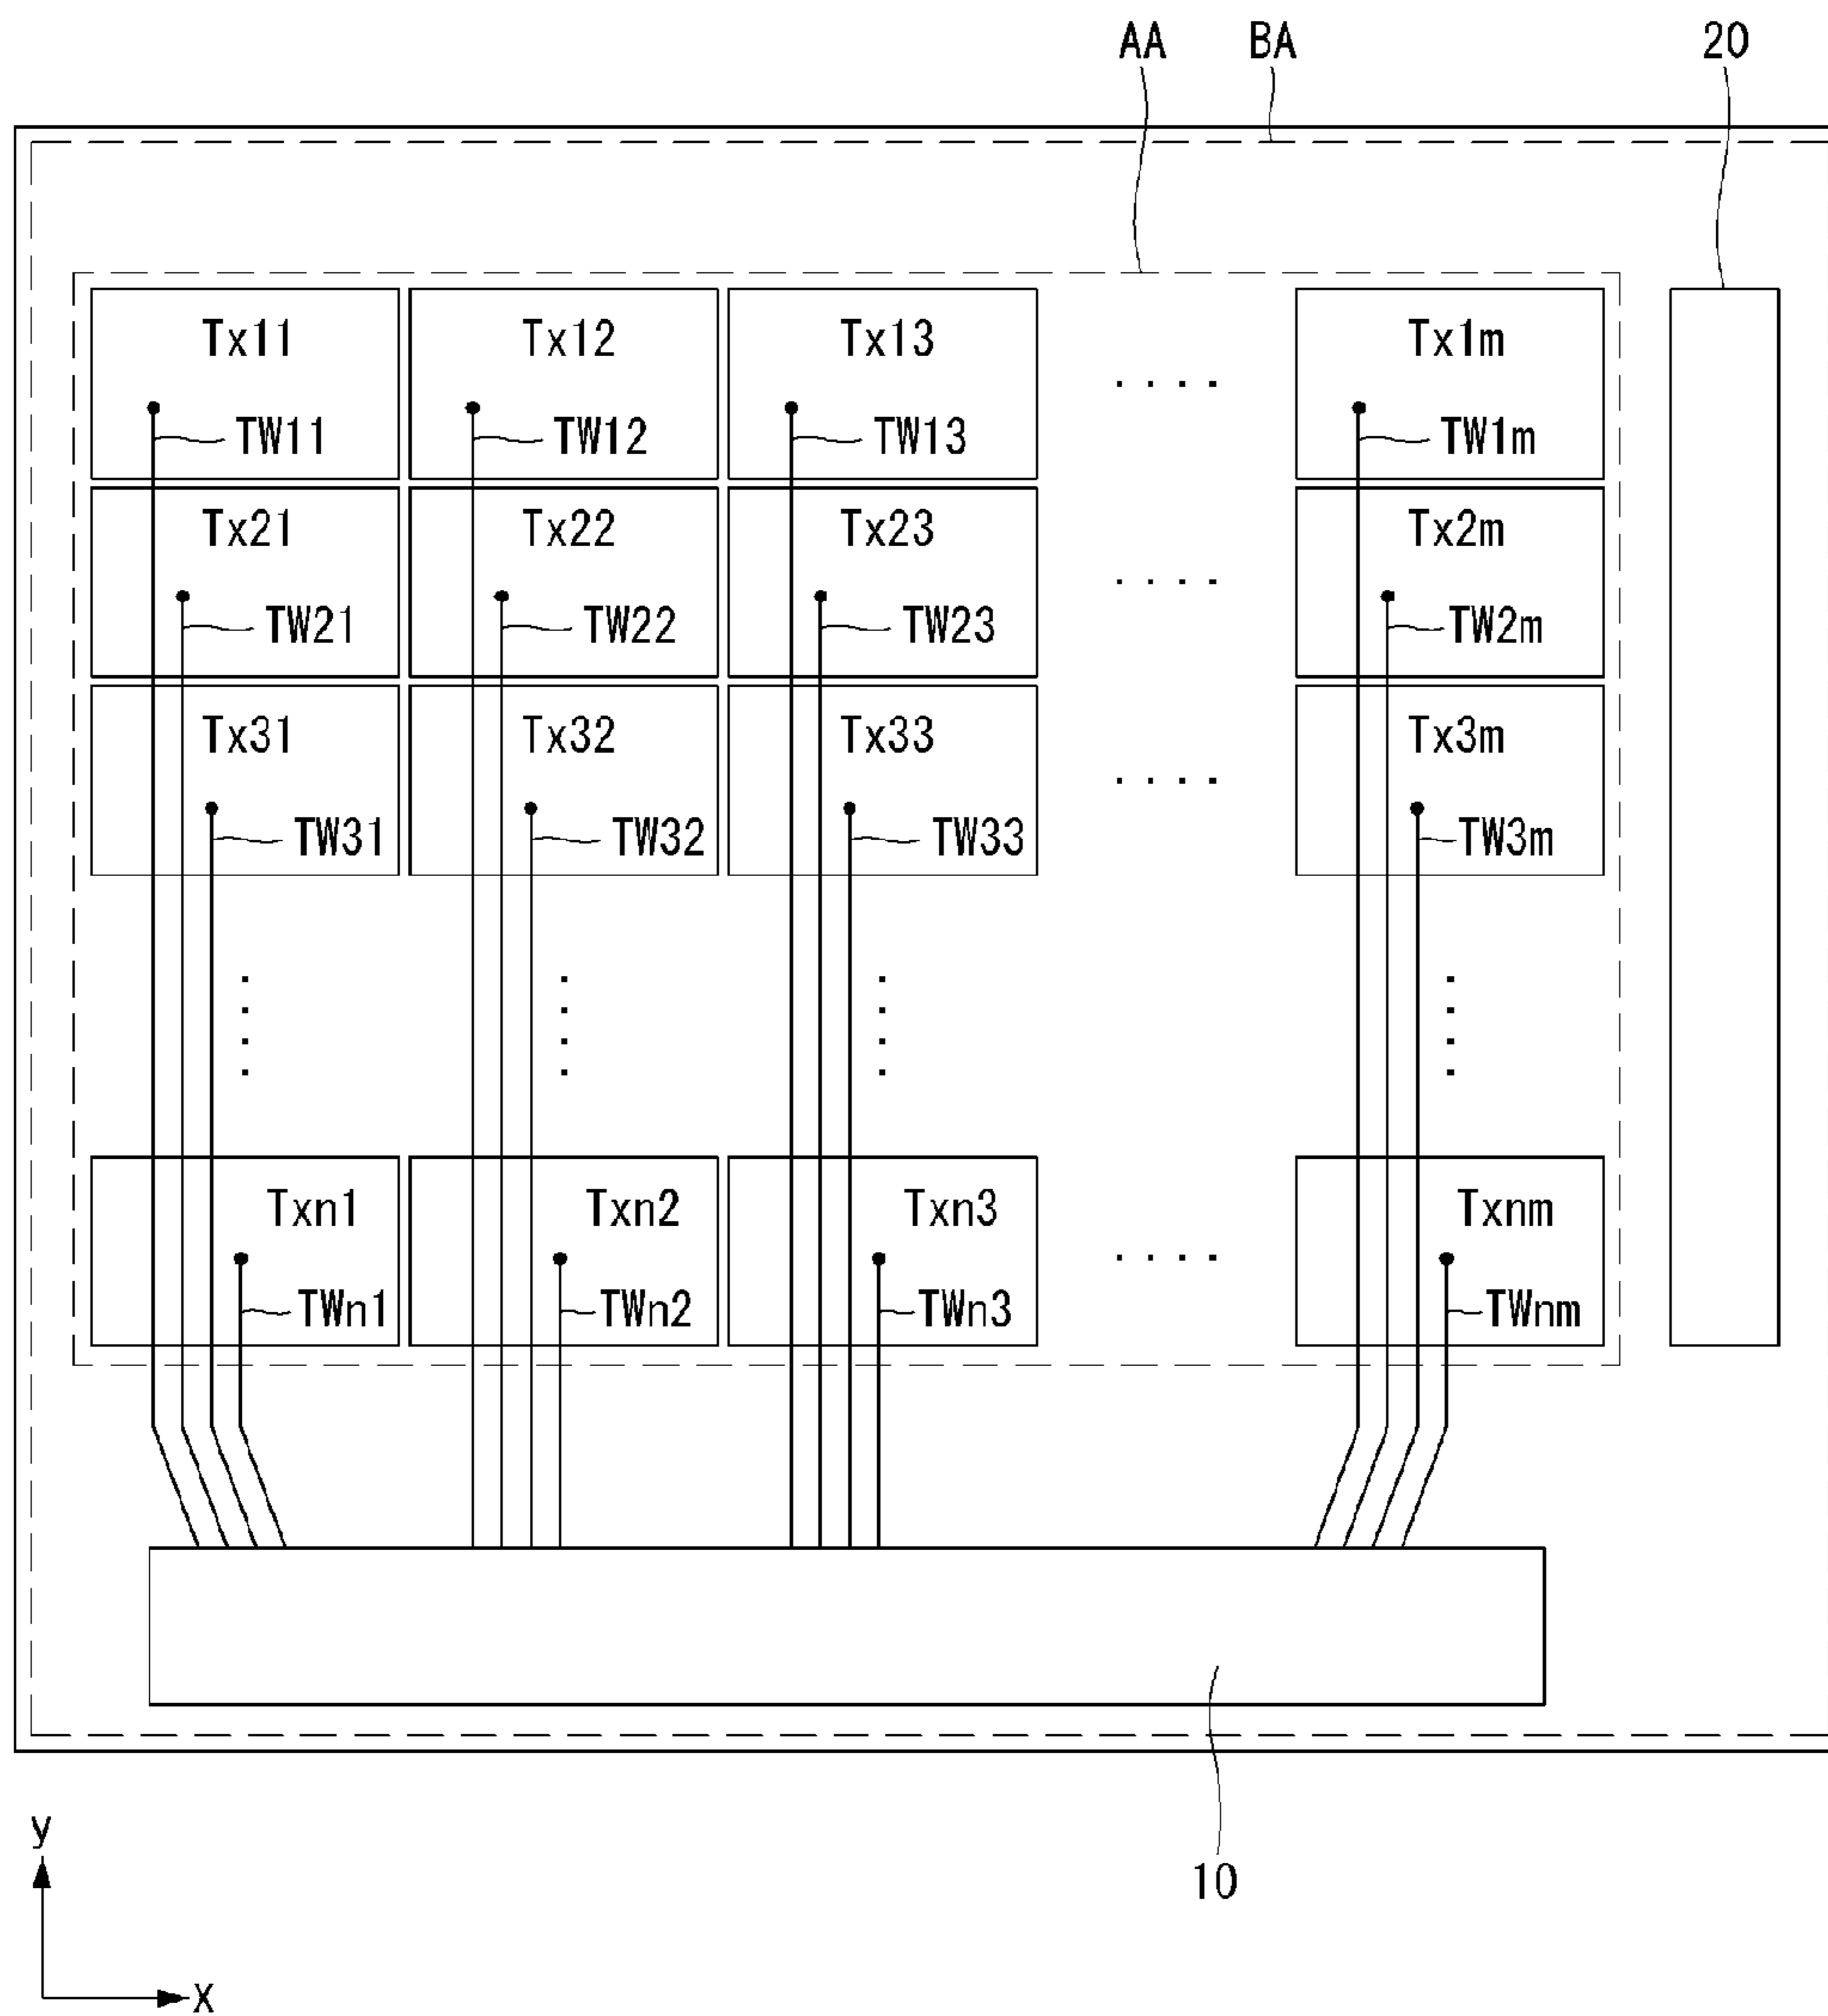 AA BA 20
Tx11 Tx12 Tx13 . . . . Tx1m
TW11 TW12 TW13 TW1m
Tx21 Tx22 Tx23 . . . . Tx2m
TW21 TW22 TW23 TW2m
Tx31 Tx32 Tx33 . . . . Tx3m
TW31 TW32 TW33 TW3m
Txn1 Txn2 Txn3 . . . . Txnm
TWn1 TWn2 TWn3 TWnm
10
y
x